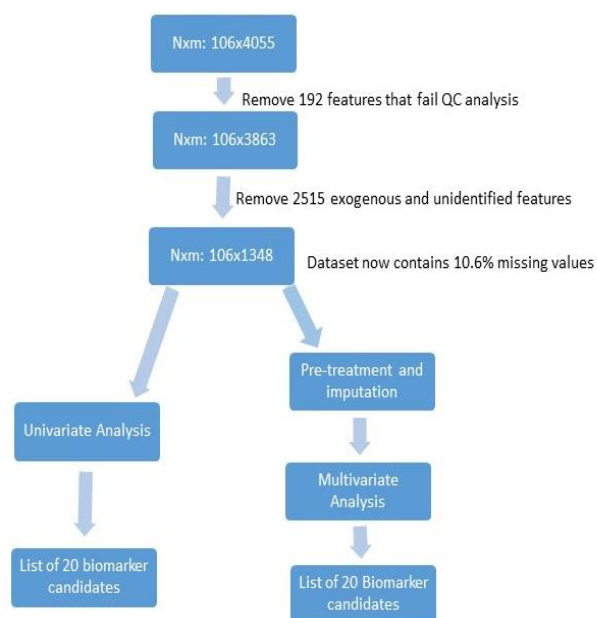 Nxm: 106x4055
Remove 192 features that fail QC analysis
Nxm: 106x3863
Remove 2515 exogenous and unidentified features
Nxm: 106x1348
Dataset now contains 10.6% missing values
Pre-treatment and
imputation
Univariate Analysis
Multivariate
Analysis
List of 20 biomarker
candidates
List of 20 Biomarker
candidates